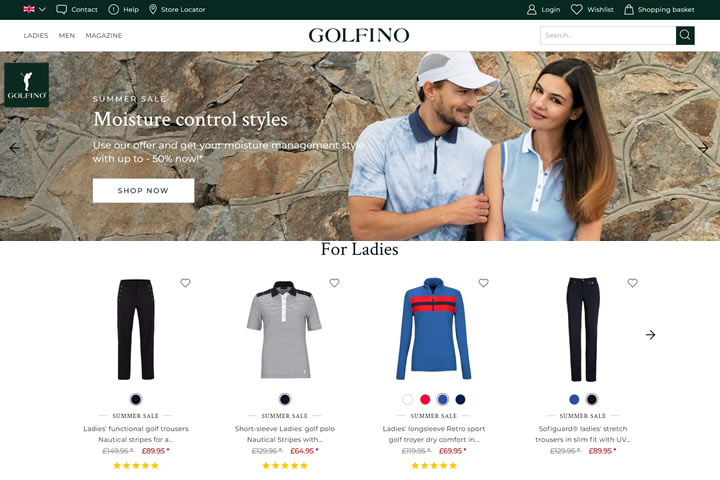 Contact
Help
Store Locator
Login
Wishlist
Shopping basket
LADIES
MEN
MAGAZINE
GOLFINO
Search...
GOLFINO
SUMMER SALE
Moisture control styles
Use our offer and get your moisture management style
with up to - 50% now!*
SHOP NOW
For Ladies
SUMMER SALE
Ladies' functional golf trousers
Nautical stripes for a...
£149.95 * £89.95 *
SUMMER SALE
Short-sleeve Ladies' golf polo
Nautical Stripes with...
£129.95 * £64.95 *
SUMMER SALE
Ladies' longsleeve Retro sport
golf troyer dry comfort in...
£119.95 * £69.95 *
SUMMER SALE
Sofiguard® ladies' stretch
trousers in slim fit with UV...
£129.95 * £89.95 *